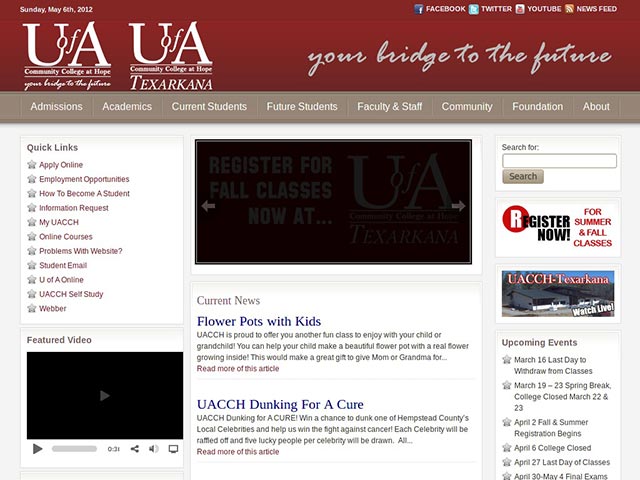 Sunday, May 6th, 2012
FACEBOOK TWITTER YOUTUBE NEWS FEED
UofA UofA
Community College at Hope Community College at Hope
your bridge to the future TEXARKANA
your bridge to the future
Admissions Academics Current Students Future Students Faculty & Staff Community Foundation About
Quick Links
Apply Online
Employment Opportunities
How To Become A Student
Information Request
My UACCH
Online Courses
Problems With Website?
Student Email
U of A Online
UACCH Self Study
Webber
Featured Video
0:31
REGISTER FOR
FALL CLASSES
NOW AT...
UofA
Community College at Hope
TEXARKANA
Current News
Flower Pots with Kids
UACCH is proud to offer you another fun class to enjoy with your child or
grandchild! You can help your child make a beautiful flower pot with a real flower
growing inside! This would make a great gift to give Mom or Grandma for...
Read more of this article
UACCH Dunking For A Cure
UACCH Dunking for A CURE! Win a chance to dunk one of Hempstead County's
Local Celebrities and help us win the fight against cancer! Each Celebrity will be
raffled off and five lucky people per celebrity will be drawn.  All...
Read more of this article
Search for:
Search
REGISTER NOW!
FOR
SUMMER
& FALL
CLASSES
UACCH-Texarkana
Watch Live!
Upcoming Events
March 16 Last Day to
Withdraw from Classes
March 19 – 23 Spring Break,
College Closed March 22 &
23
April 2 Fall & Summer
Registration Begins
April 6 College Closed
April 27 Last Day of Classes
April 30-May 4 Final Exams